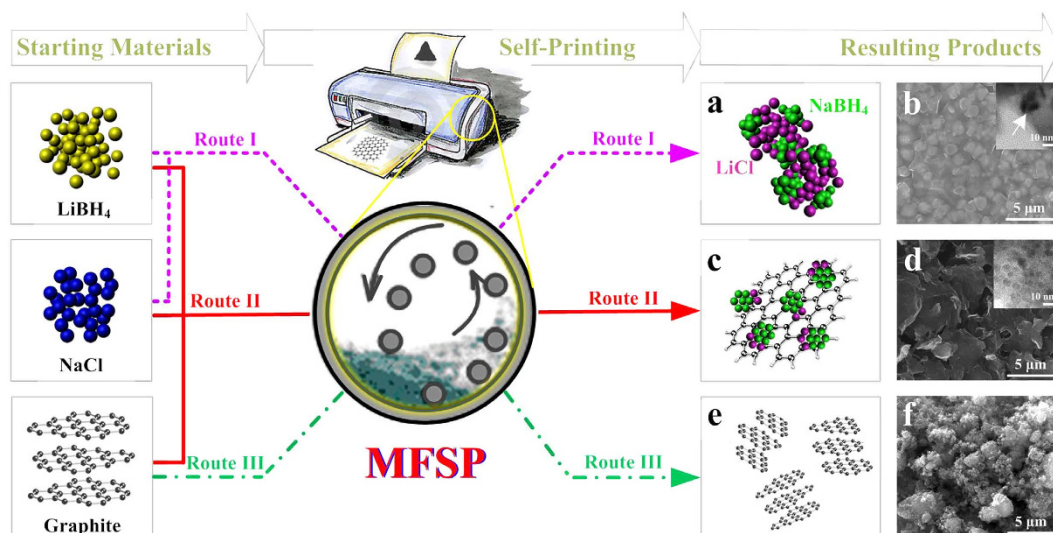 Starting Materials
Self-Printing
Resulting Products
LiBH4
NaCl
Graphite
Route I
Route II
Route III
MFSP
Route I
Route II
Route III
a
NaBH4
LiCl
b
10 nm
5 μm
c
d
10 nm
5 μm
e
f
5 μm